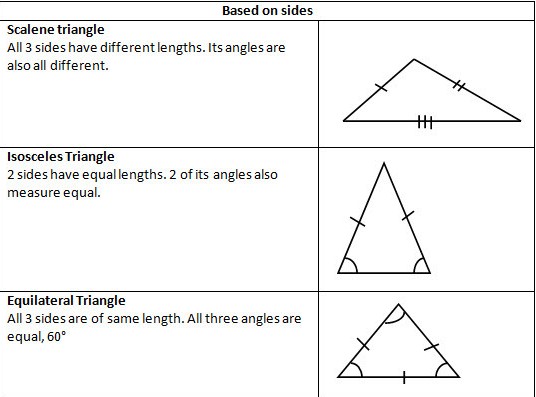 Based on sides
Scalene triangle
All 3 sides have different lengths. Its angles are
also all different.
Isosceles Triangle
2 sides have equal lengths. 2 of its angles also
measure equal.
Equilateral Triangle
All 3 sides are of same length. All three angles are
equal, 60°